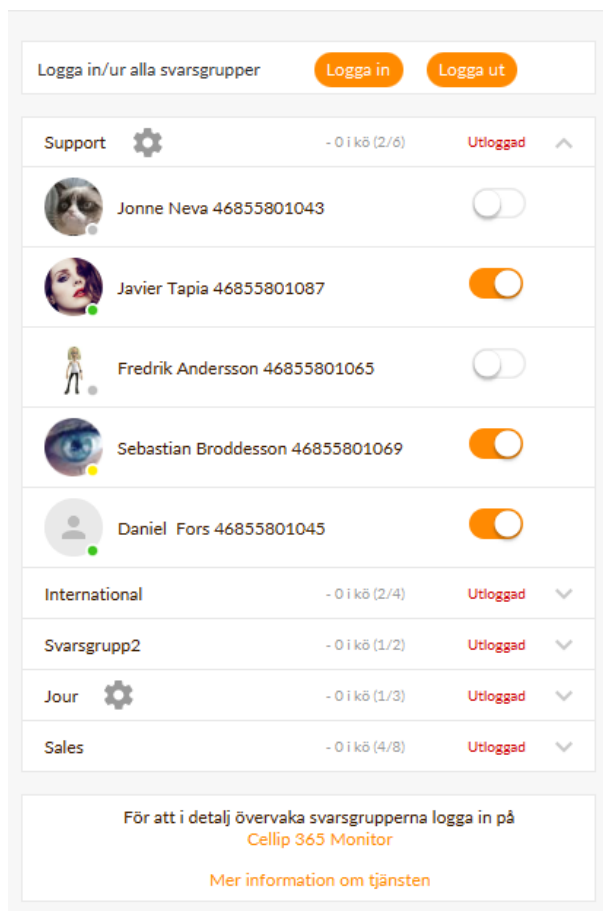 Logga in/ur alla svarsgrupper Logga in Logga ut
Support - 0 i kö (2/6) Utloggad
Jonne Neva 46855801043
Javier Tapia 46855801087
Fredrik Andersson 46855801065
Sebastian Broddesson 46855801069
Daniel Fors 46855801045
International - 0 i kö (2/4) Utloggad
Svarsgrupp2 - 0 i kö (1/2) Utloggad
Jour - 0 i kö (1/3) Utloggad
Sales - 0 i kö (4/8) Utloggad
För att i detalj övervaka svarsgrupperna logga in på
Cellip 365 Monitor
Mer information om tjänsten